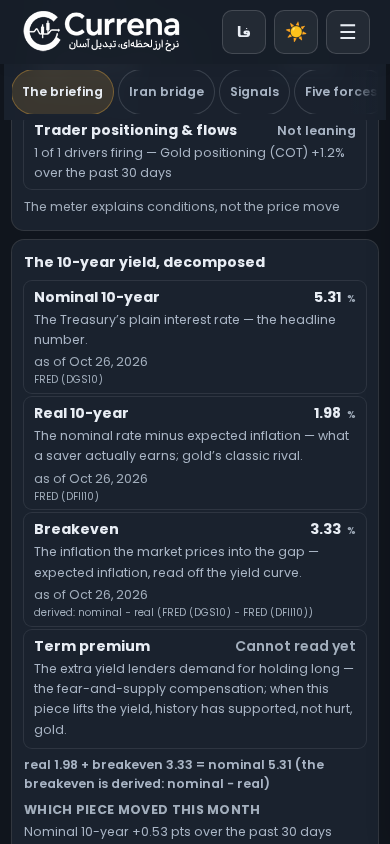 Currena
نرخ ارز لحظه‌ای، تبدیل آسان
فا
The briefing
Iran bridge
Signals
Five forces
Trader positioning & flows Not leaning
1 of 1 drivers firing — Gold positioning (COT) +1.2%
over the past 30 days
The meter explains conditions, not the price move
The 10-year yield, decomposed
Nominal 10-year 5.31 %
The Treasury’s plain interest rate — the headline
number.
as of Oct 26, 2026
FRED (DGS10)
Real 10-year 1.98 %
The nominal rate minus expected inflation — what
a saver actually earns; gold’s classic rival.
as of Oct 26, 2026
FRED (DFII10)
Breakeven 3.33 %
The inflation the market prices into the gap —
expected inflation, read off the yield curve.
as of Oct 26, 2026
derived: nominal - real (FRED (DGS10) - FRED (DFII10))
Term premium Cannot read yet
The extra yield lenders demand for holding long —
the fear-and-supply compensation; when this
piece lifts the yield, history has supported, not hurt,
gold.
real 1.98 + breakeven 3.33 = nominal 5.31 (the
breakeven is derived: nominal - real)
WHICH PIECE MOVED THIS MONTH
Nominal 10-year +0.53 pts over the past 30 days